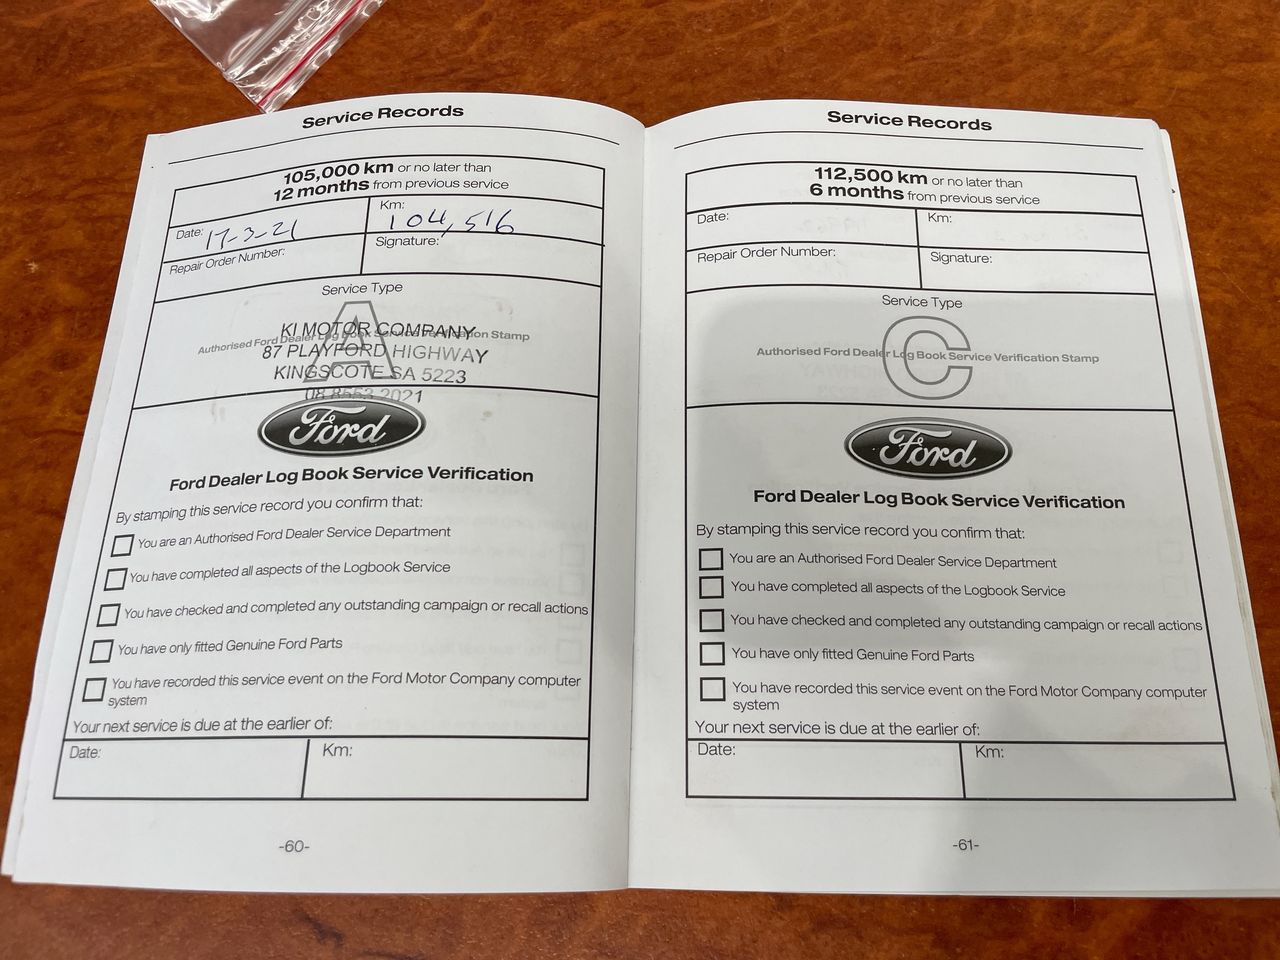 Service Records
105,000 km or no later than
12 months from previous service
Date: 17-3-21
Km: 104,516
Repair Order Number:
Signature:
Service Type
A
Authorised Ford Dealer Log Book Service Verification Stamp
KI MOTOR COMPANY
87 PLAYFORD HIGHWAY
KINGSCOTE SA 5223
08 8553 2021
Ford
Ford Dealer Log Book Service Verification
By stamping this service record you confirm that:
You are an Authorised Ford Dealer Service Department
You have completed all aspects of the Logbook Service
You have checked and completed any outstanding campaign or recall actions
You have only fitted Genuine Ford Parts
You have recorded this service event on the Ford Motor Company computer
system
Your next service is due at the earlier of:
Date:
Km:
-60-
Service Records
112,500 km or no later than
6 months from previous service
Date:
Km:
Repair Order Number:
Signature:
Service Type
C
Authorised Ford Dealer Log Book Service Verification Stamp
Ford
Ford Dealer Log Book Service Verification
By stamping this service record you confirm that:
You are an Authorised Ford Dealer Service Department
You have completed all aspects of the Logbook Service
You have checked and completed any outstanding campaign or recall actions
You have only fitted Genuine Ford Parts
You have recorded this service event on the Ford Motor Company computer
system
Your next service is due at the earlier of:
Date:
Km:
-61-